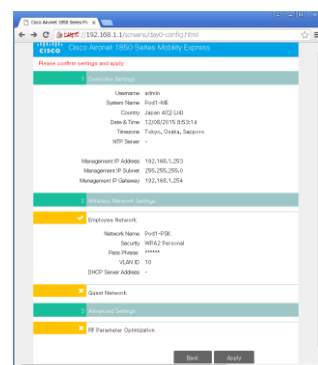 Cisco Aironet 1850 Series Mo
https://192.168.1.1/screens/day0-config.html
CISCO Cisco Aironet 1850 Series Mobility Express
Please confirm settings and apply
1 Controller Settings
Username admin
System Name Pod1-ME
Country Japan 4(Q) (J4)
Date & Time 12/06/2015 8:53:14
Timezone Tokyo, Osaka, Sapporo
NTP Server -
Management IP Address 192.168.1.253
Management IP Subnet 255.255.255.0
Management IP Gateway 192.168.1.254
2 Wireless Network Settings
Employee Network
Network Name Pod1-PSK
Security WPA2 Personal
Pass Phrase ******
VLAN ID 10
DHCP Server Address -
Guest Network
3 Advanced Settings
RF Parameter Optimization
Back Apply